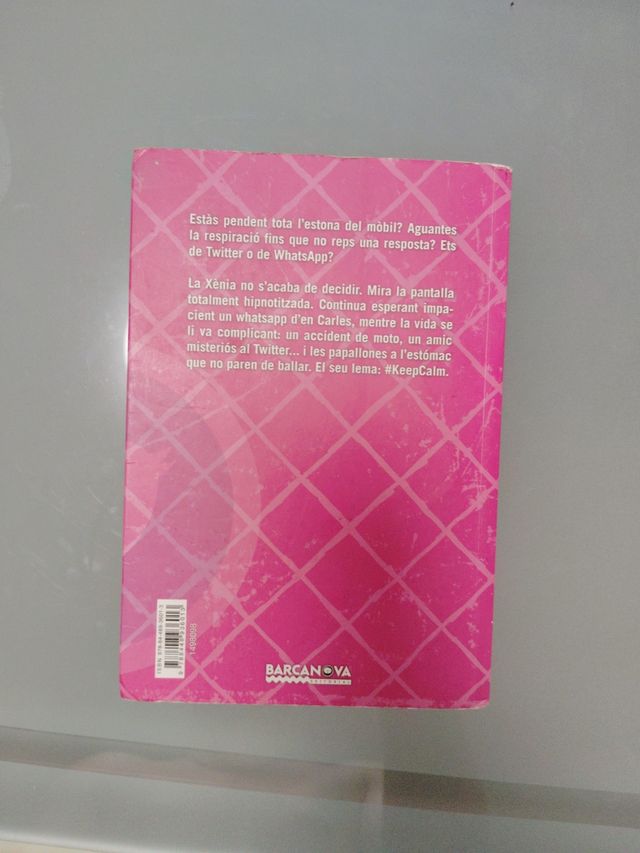 Estàs pendent tota l'estona del mòbil? Aguantes
la respiració fins que no reps una resposta? Ets
de Twitter o de WhatsApp?
La Xènia no s'acaba de decidir. Mira la pantalla
totalment hipnotitzada. Continua esperant impa-
cient un whatsapp d'en Carles, mentre la vida se
li va complicant: un accident de moto, un amic
misteriós al Twitter... i les papallones a l'estómac
que no paren de ballar. El seu lema: #KeepCalm.
1498098
BARCANOVA
EDITORIAL